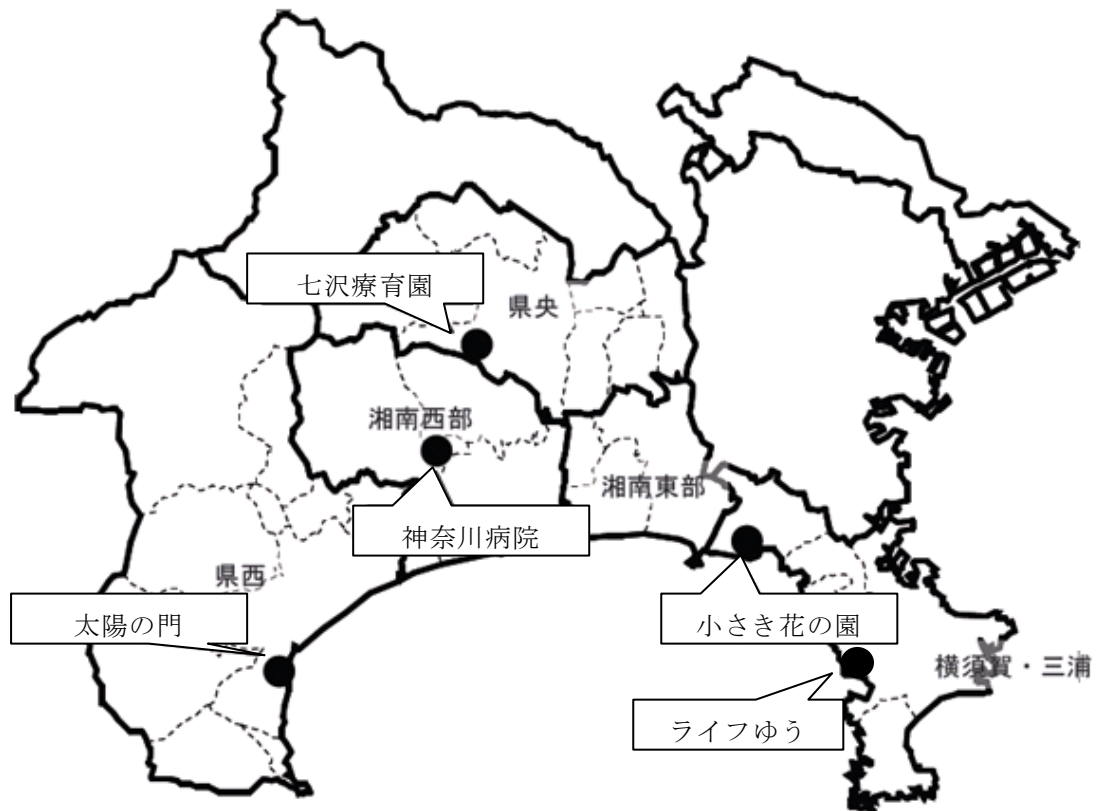 七沢療育園
県央
湘南西部
湘南東部
神奈川病院
県西
太陽の門
小さき花の園
横須賀・三浦
ライフゆう